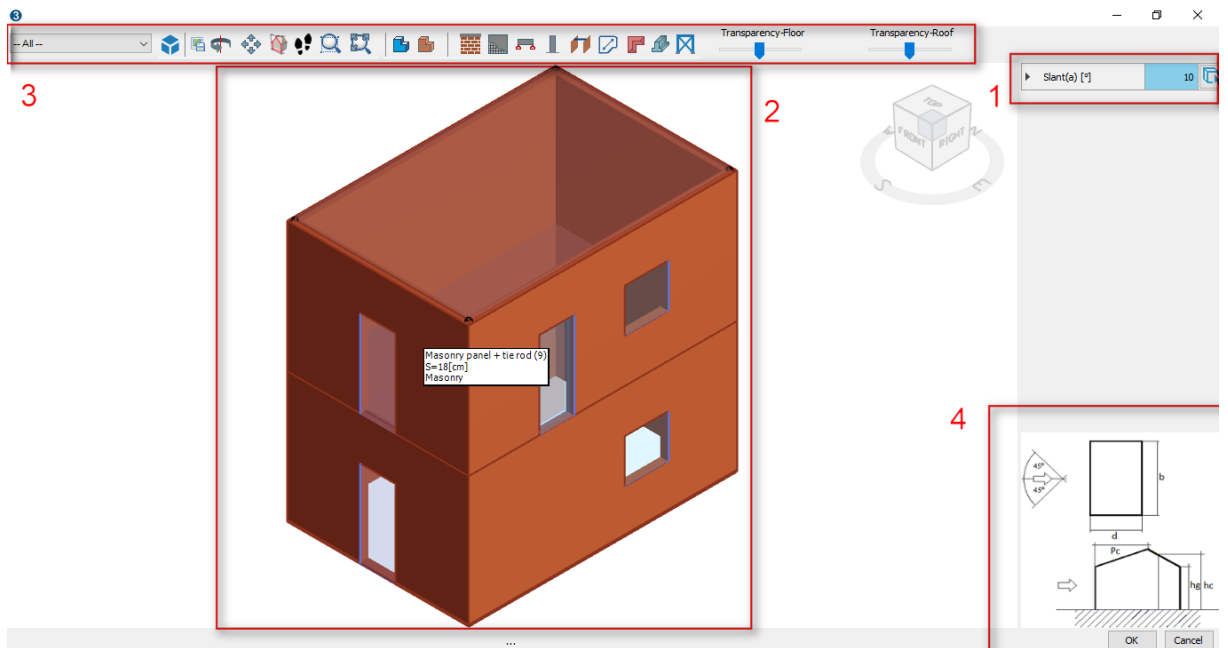 3
-- All --
Transparency-Floor
Transparency-Roof
Slant(a) [°]
10
1
3
2
TOP
FRONT
RIGHT
S
E
Masonry panel + tie rod (9)
S=18[cm]
Masonry
4
45°
45°
b
d
Pc
hg
hc
...
OK
Cancel